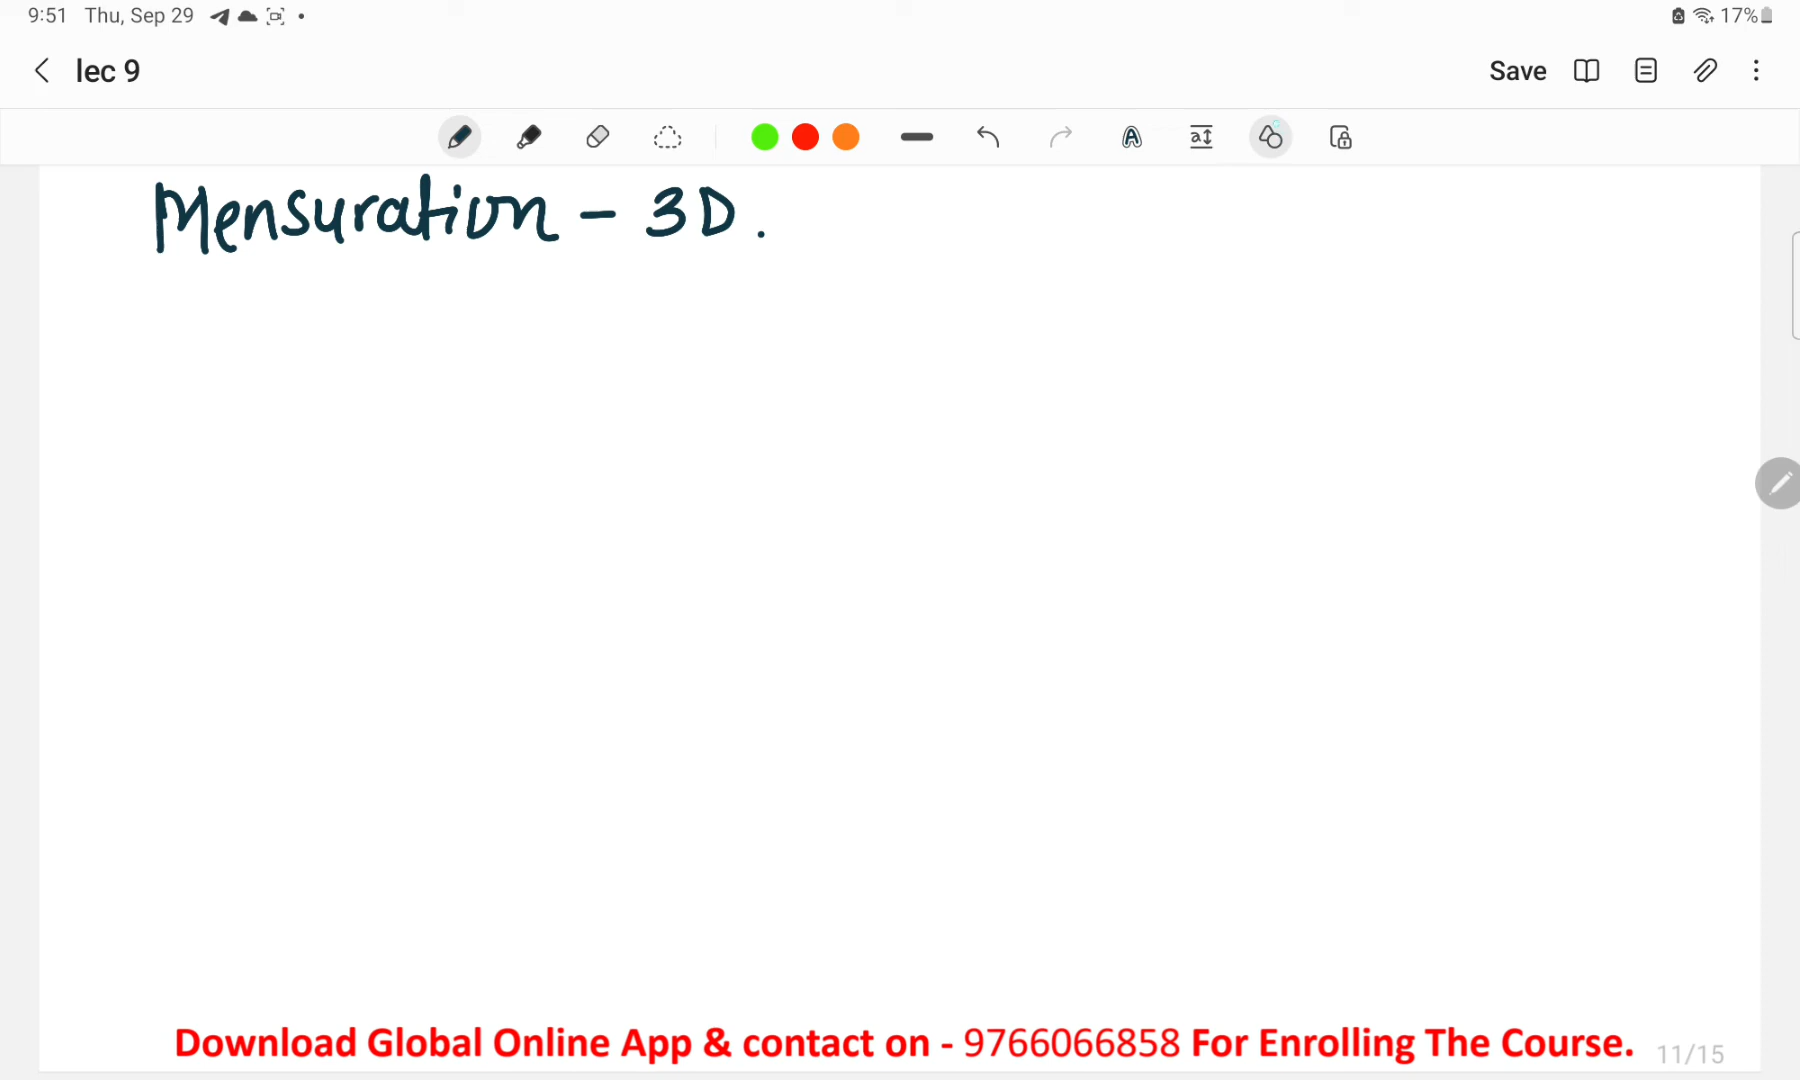 9:51 Thu, Sep 29 17%
lec 9 Save
A a
Mensuration - 3D.
Download Global Online App & contact on - 9766066858 For Enrolling The Course. 11/15